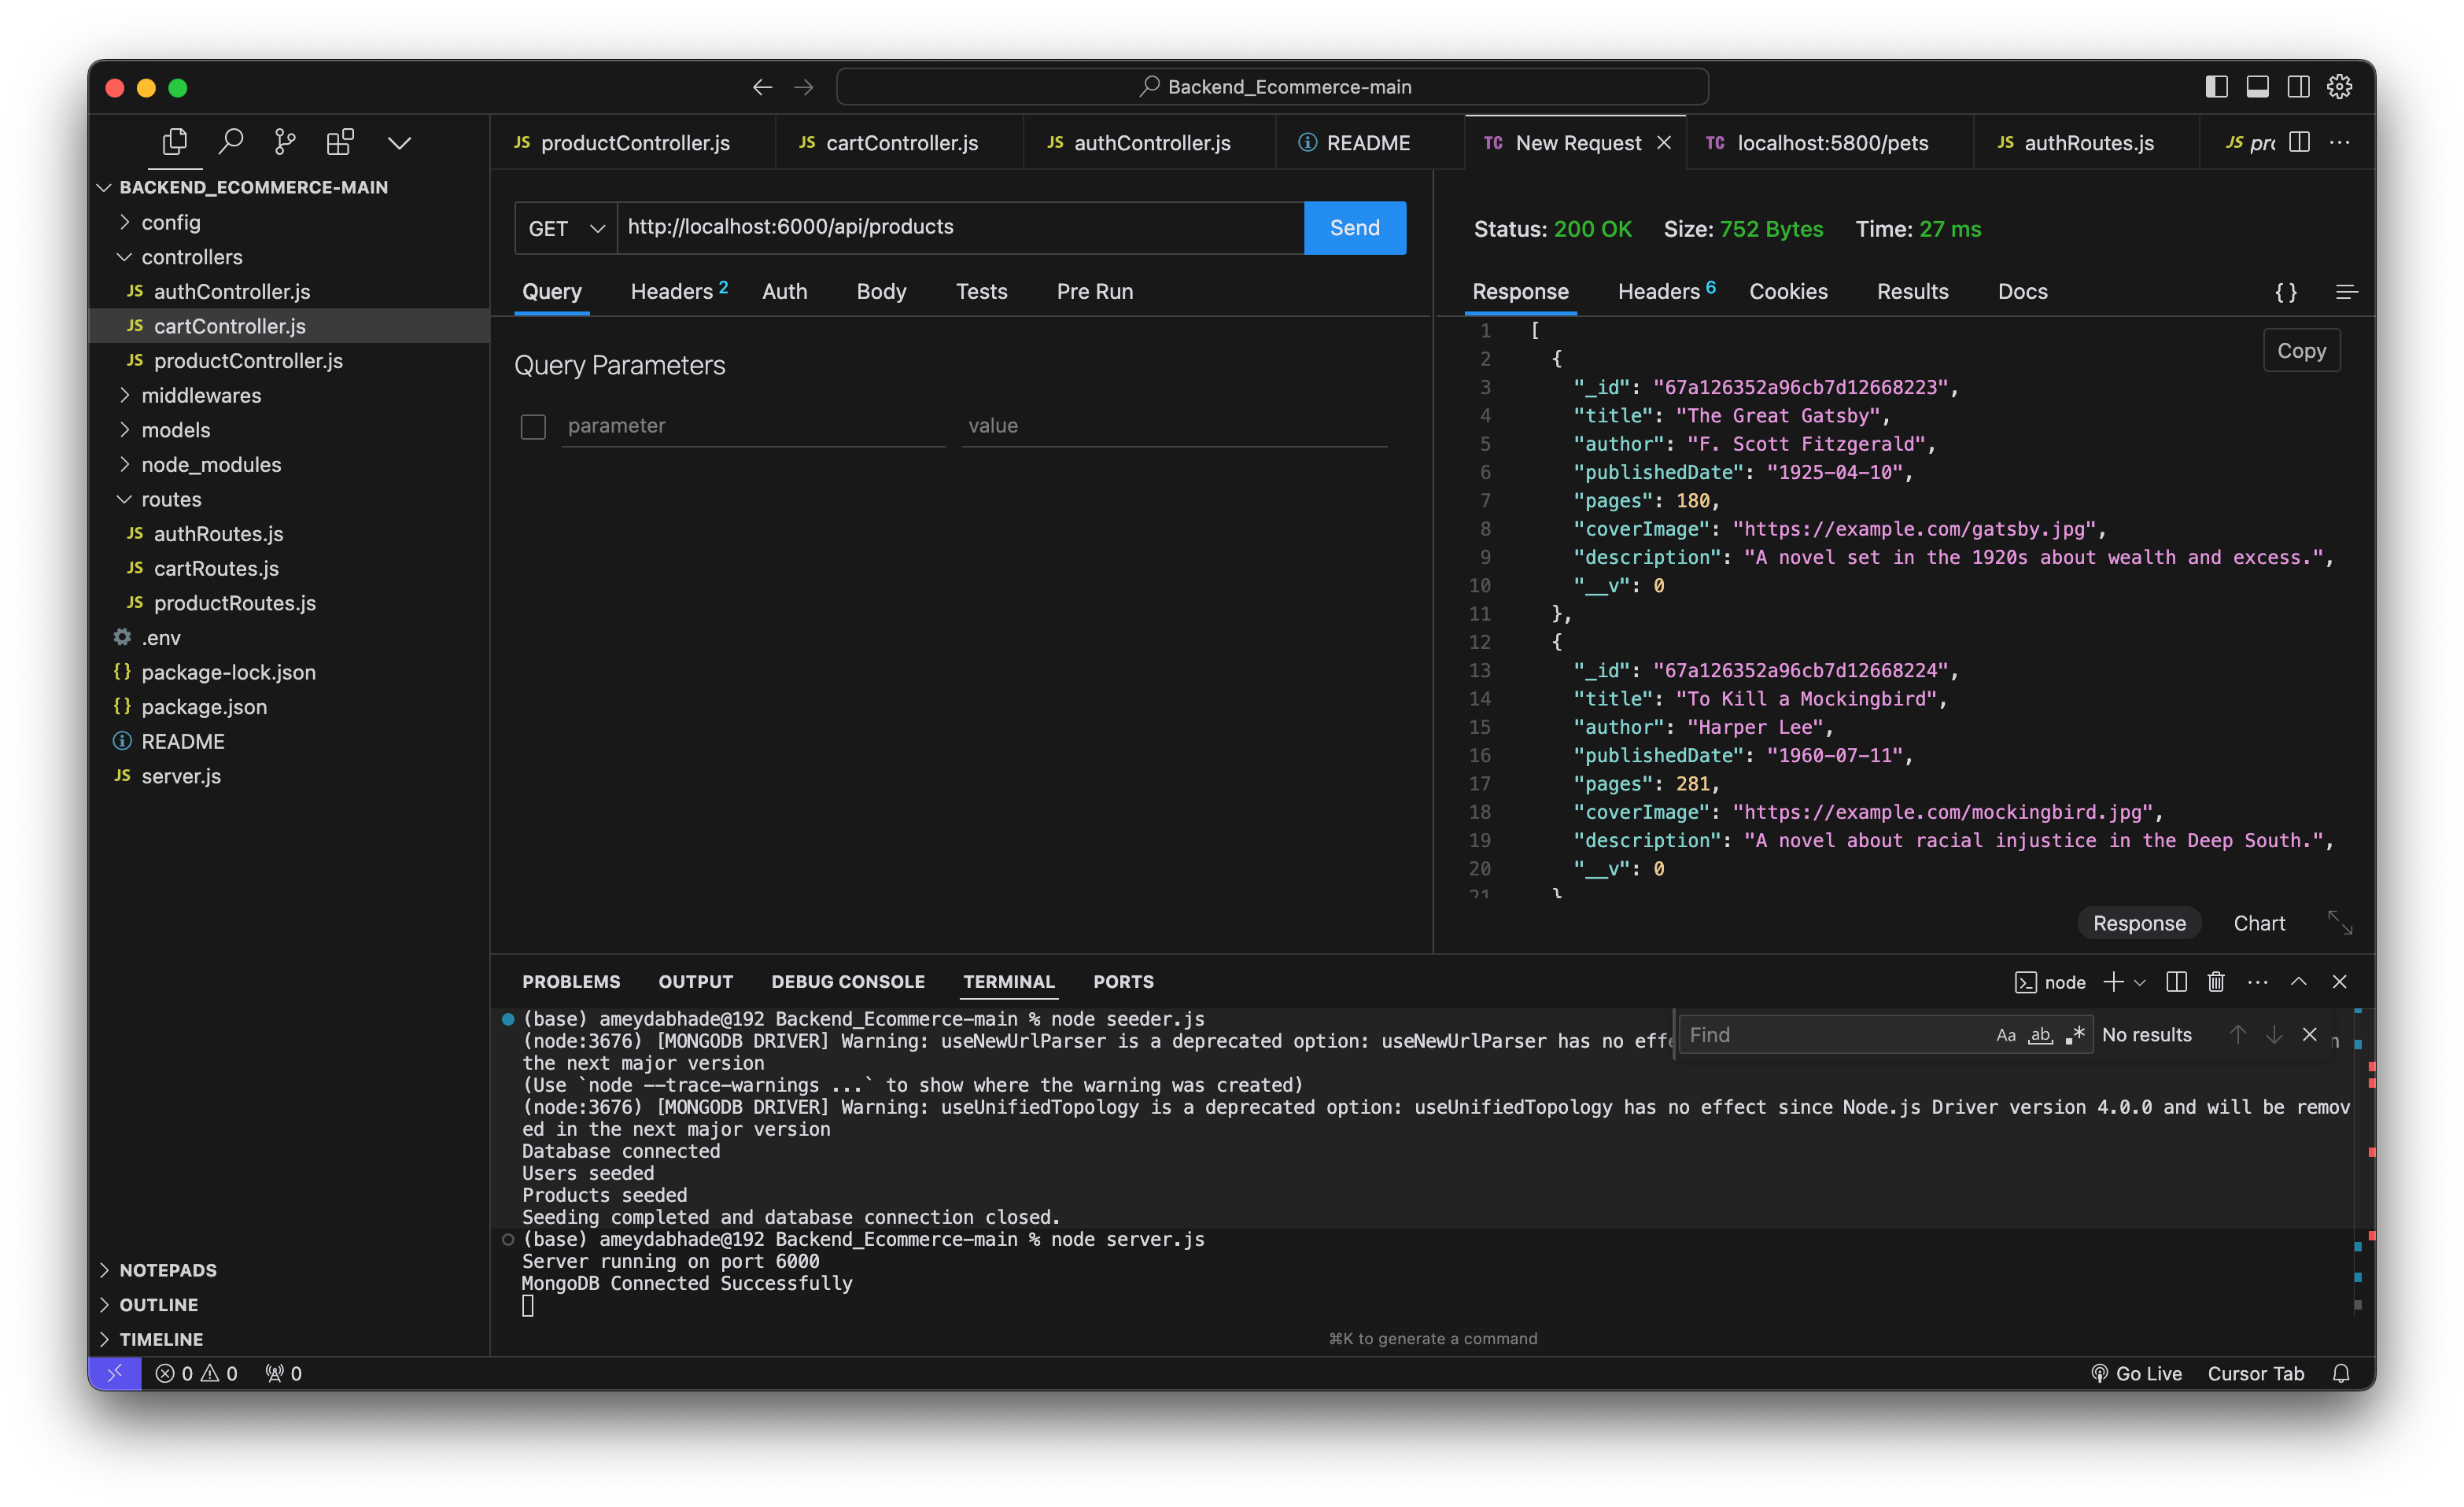 Backend_Ecommerce-main
JS productController.js
JS cartController.js
JS authController.js
README
TC New Request
TC localhost:5800/pets
JS authRoutes.js
JS
BACKEND_ECOMMERCE-MAIN
config
controllers
JS authController.js
JS cartController.js
JS productController.js
middlewares
models
node_modules
routes
JS authRoutes.js
JS cartRoutes.js
JS productRoutes.js
.env
{} package-lock.json
{} package.json
README
JS server.js
NOTEPADS
OUTLINE
TIMELINE
GET http://localhost:6000/api/products Send
Query Headers 2 Auth Body Tests Pre Run
Query Parameters
parameter value
Status: 200 OK Size: 752 Bytes Time: 27 ms
Response Headers 6 Cookies Results Docs {}
Copy
1 [
2 {
3 "_id": "67a126352a96cb7d12668223",
4 "title": "The Great Gatsby",
5 "author": "F. Scott Fitzgerald",
6 "publishedDate": "1925-04-10",
7 "pages": 180,
8 "coverImage": "https://example.com/gatsby.jpg",
9 "description": "A novel set in the 1920s about wealth and excess.",
10 "__v": 0
11 },
12 {
13 "_id": "67a126352a96cb7d12668224",
14 "title": "To Kill a Mockingbird",
15 "author": "Harper Lee",
16 "publishedDate": "1960-07-11",
17 "pages": 281,
18 "coverImage": "https://example.com/mockingbird.jpg",
19 "description": "A novel about racial injustice in the Deep South.",
20 "__v": 0
21 }
Response Chart
PROBLEMS OUTPUT DEBUG CONSOLE TERMINAL PORTS
node
Find Aa ab .* No results
(base) ameydabhade@192 Backend_Ecommerce-main % node seeder.js
(node:3676) [MONGODB DRIVER] Warning: useNewUrlParser is a deprecated option: useNewUrlParser has no
the next major version
(Use `node --trace-warnings ...` to show where the warning was created)
(node:3676) [MONGODB DRIVER] Warning: useUnifiedTopology is a deprecated option: useUnifiedTopology has no effect since Node.js Driver version 4.0.0 and will be remov
ed in the next major version
Database connected
Users seeded
Products seeded
Seeding completed and database connection closed.
(base) ameydabhade@192 Backend_Ecommerce-main % node server.js
Server running on port 6000
MongoDB Connected Successfully
⌘K to generate a command
0 0 0
Go Live Cursor Tab